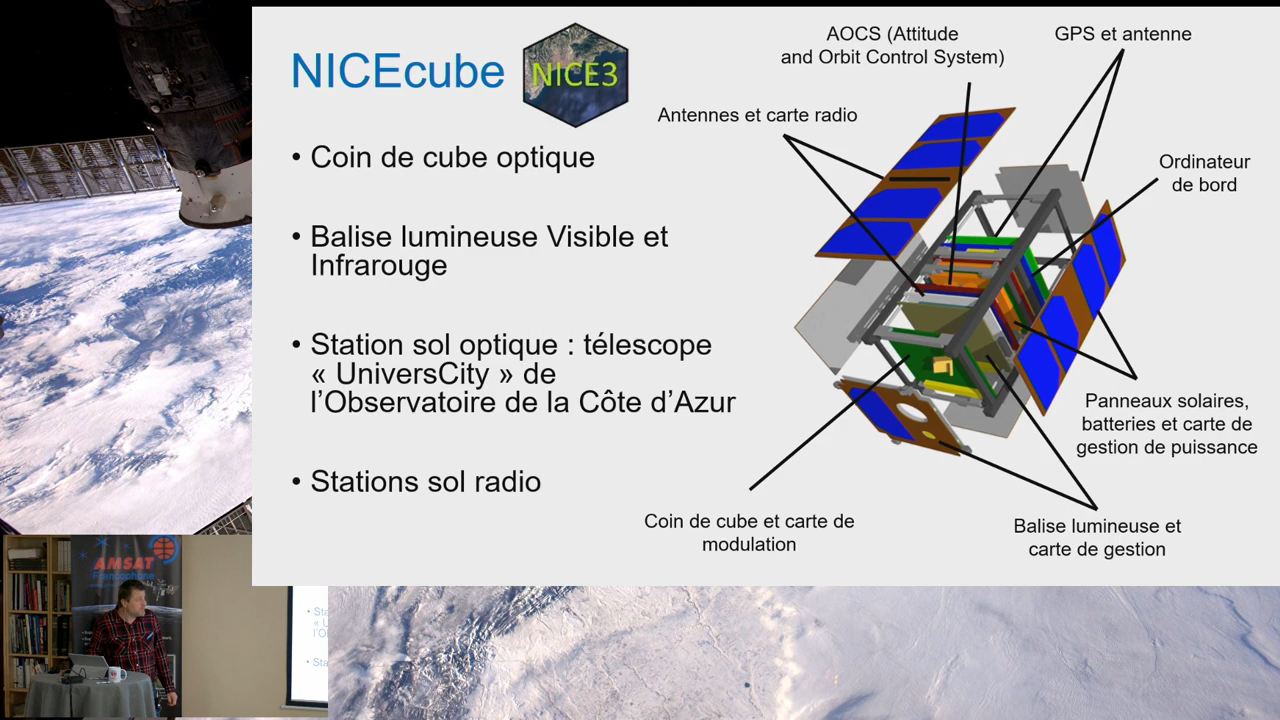 NICEcube
NICE3
• Coin de cube optique
• Balise lumineuse Visible et
Infrarouge
• Station sol optique : télescope
« UniversCity » de
l’Observatoire de la Côte d’Azur
• Stations sol radio
AOCS (Attitude
and Orbit Control System)
GPS et antenne
Antennes et carte radio
Ordinateur
de bord
Panneaux solaires,
batteries et carte de
gestion de puissance
Coin de cube et carte de
modulation
Balise lumineuse et
carte de gestion
AMSAT
Francophone
• Sta
« U
l’O
• Sta